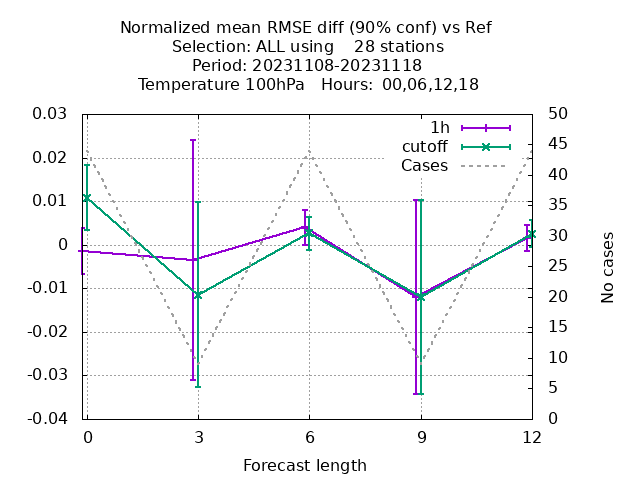 Normalized mean RMSE diff (90% conf) vs Ref
Selection: ALL using 28 stations
Period: 20231108-20231118
Temperature 100hPa Hours: 00,06,12,18
1h
cutoff
Cases
0.03
0.02
0.01
0
-0.01
-0.02
-0.03
-0.04
50
45
40
35
30
25
20
15
10
5
0
No cases
0 3 6 9 12
Forecast length